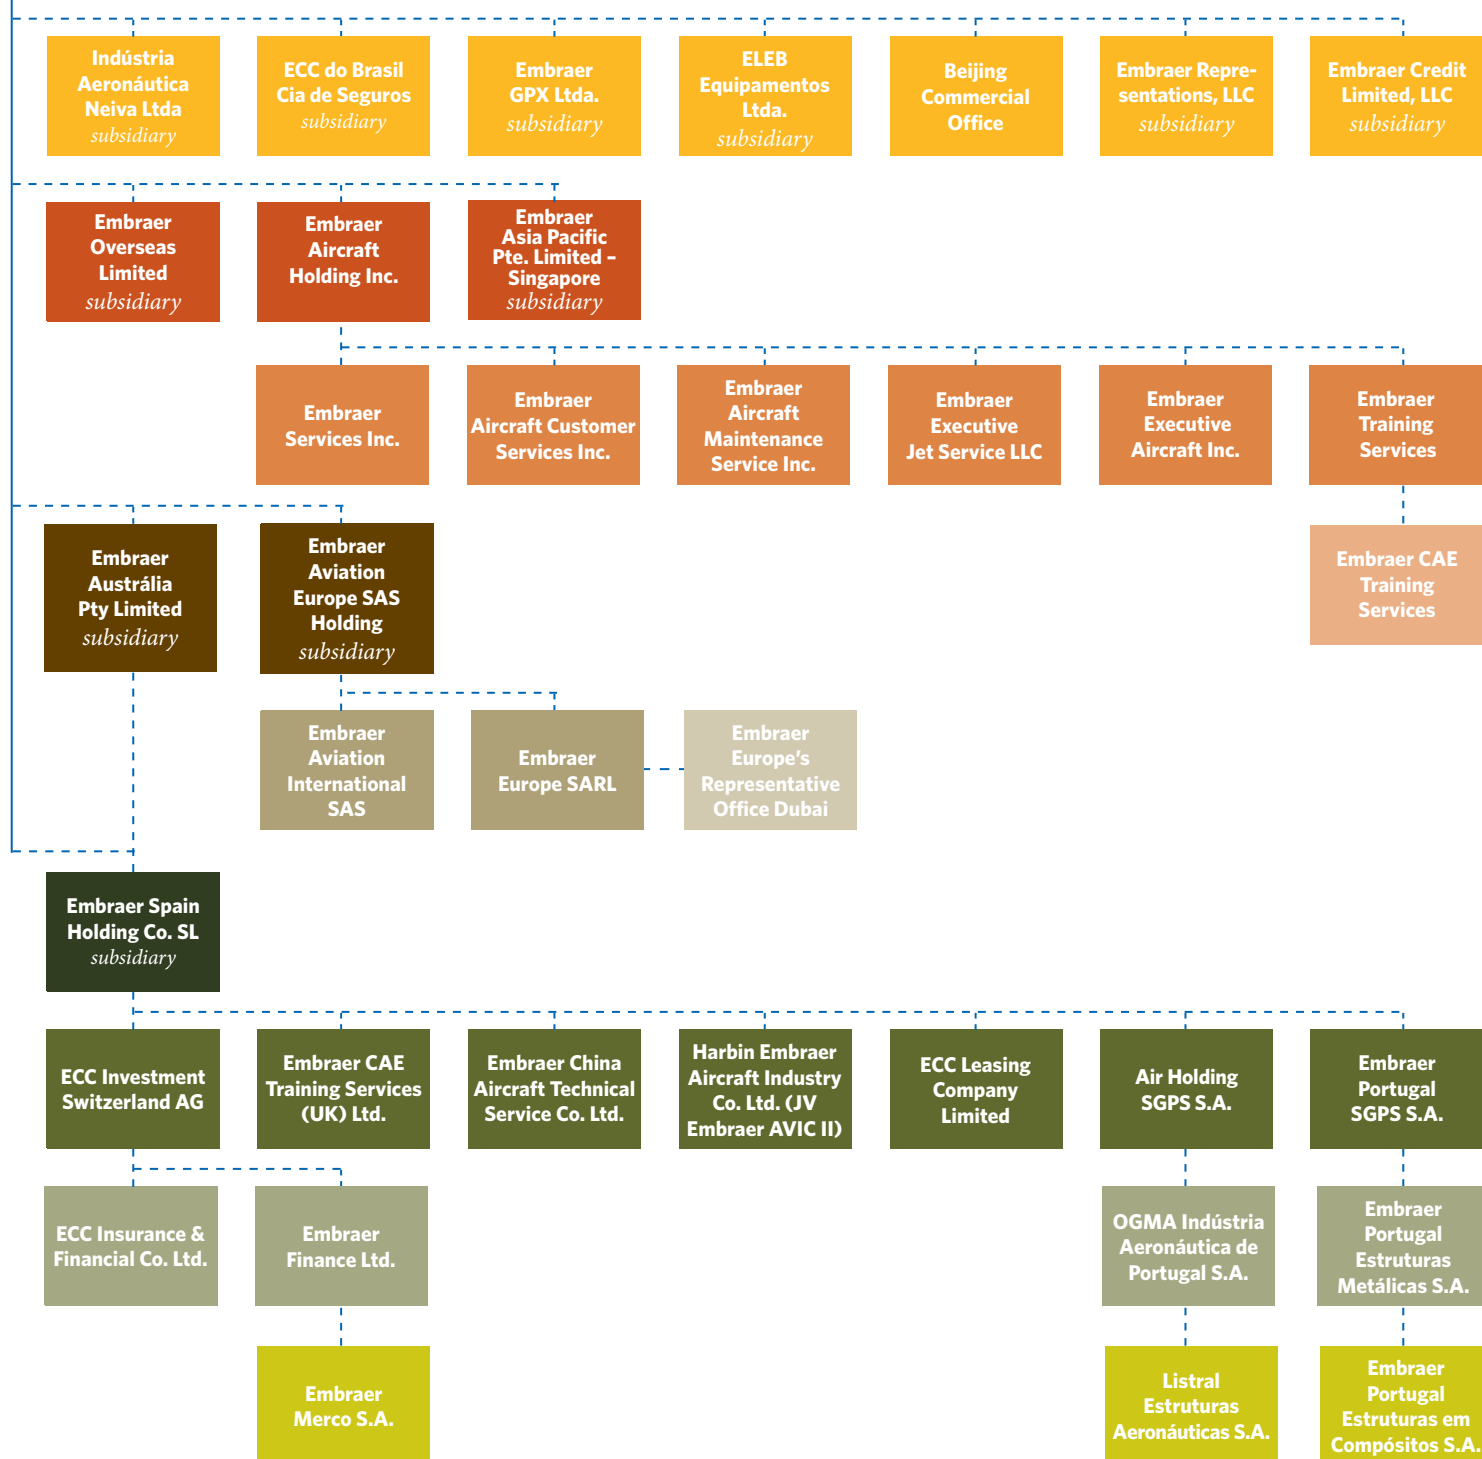 Indústria
Aeronáutica
Neiva Ltda
subsidiary
ECC do Brasil
Cia de Seguros
subsidiary
Embraer
GPX Ltda.
subsidiary
ELEB
Equipamentos
Ltda.
subsidiary
Beijing
Commercial
Office
Embraer Repre-
sentations, LLC
subsidiary
Embraer Credit
Limited, LLC
subsidiary
Embraer
Overseas
Limited
subsidiary
Embraer
Aircraft
Holding Inc.
Embraer
Asia Pacific
Pte. Limited –
Singapore
subsidiary
Embraer
Services Inc.
Embraer
Aircraft Customer
Services Inc.
Embraer
Aircraft
Maintenance
Service Inc.
Embraer
Executive
Jet Service LLC
Embraer
Executive
Aircraft Inc.
Embraer
Training
Services
Embraer
Austrália
Pty Limited
subsidiary
Embraer
Aviation
Europe SAS
Holding
subsidiary
Embraer CAE
Training
Services
Embraer
Aviation
International
SAS
Embraer
Europe SARL
Embraer
Europe's
Representative
Office Dubai
Embraer Spain
Holding Co. SL
subsidiary
ECC Investment
Switzerland AG
Embraer CAE
Training Services
(UK) Ltd.
Embraer China
Aircraft Technical
Service Co. Ltd.
Harbin Embraer
Aircraft Industry
Co. Ltd. (JV
Embraer AVIC II)
ECC Leasing
Company
Limited
Air Holding
SGPS S.A.
Embraer
Portugal
SGPS S.A.
ECC Insurance &
Financial Co. Ltd.
Embraer
Finance Ltd.
OGMA Indústria
Aeronáutica de
Portugal S.A.
Embraer
Portugal
Estruturas
Metálicas S.A.
Embraer
Merco S.A.
Listral
Estruturas
Aeronáuticas S.A.
Embraer
Portugal
Estruturas em
Compósitos S.A.